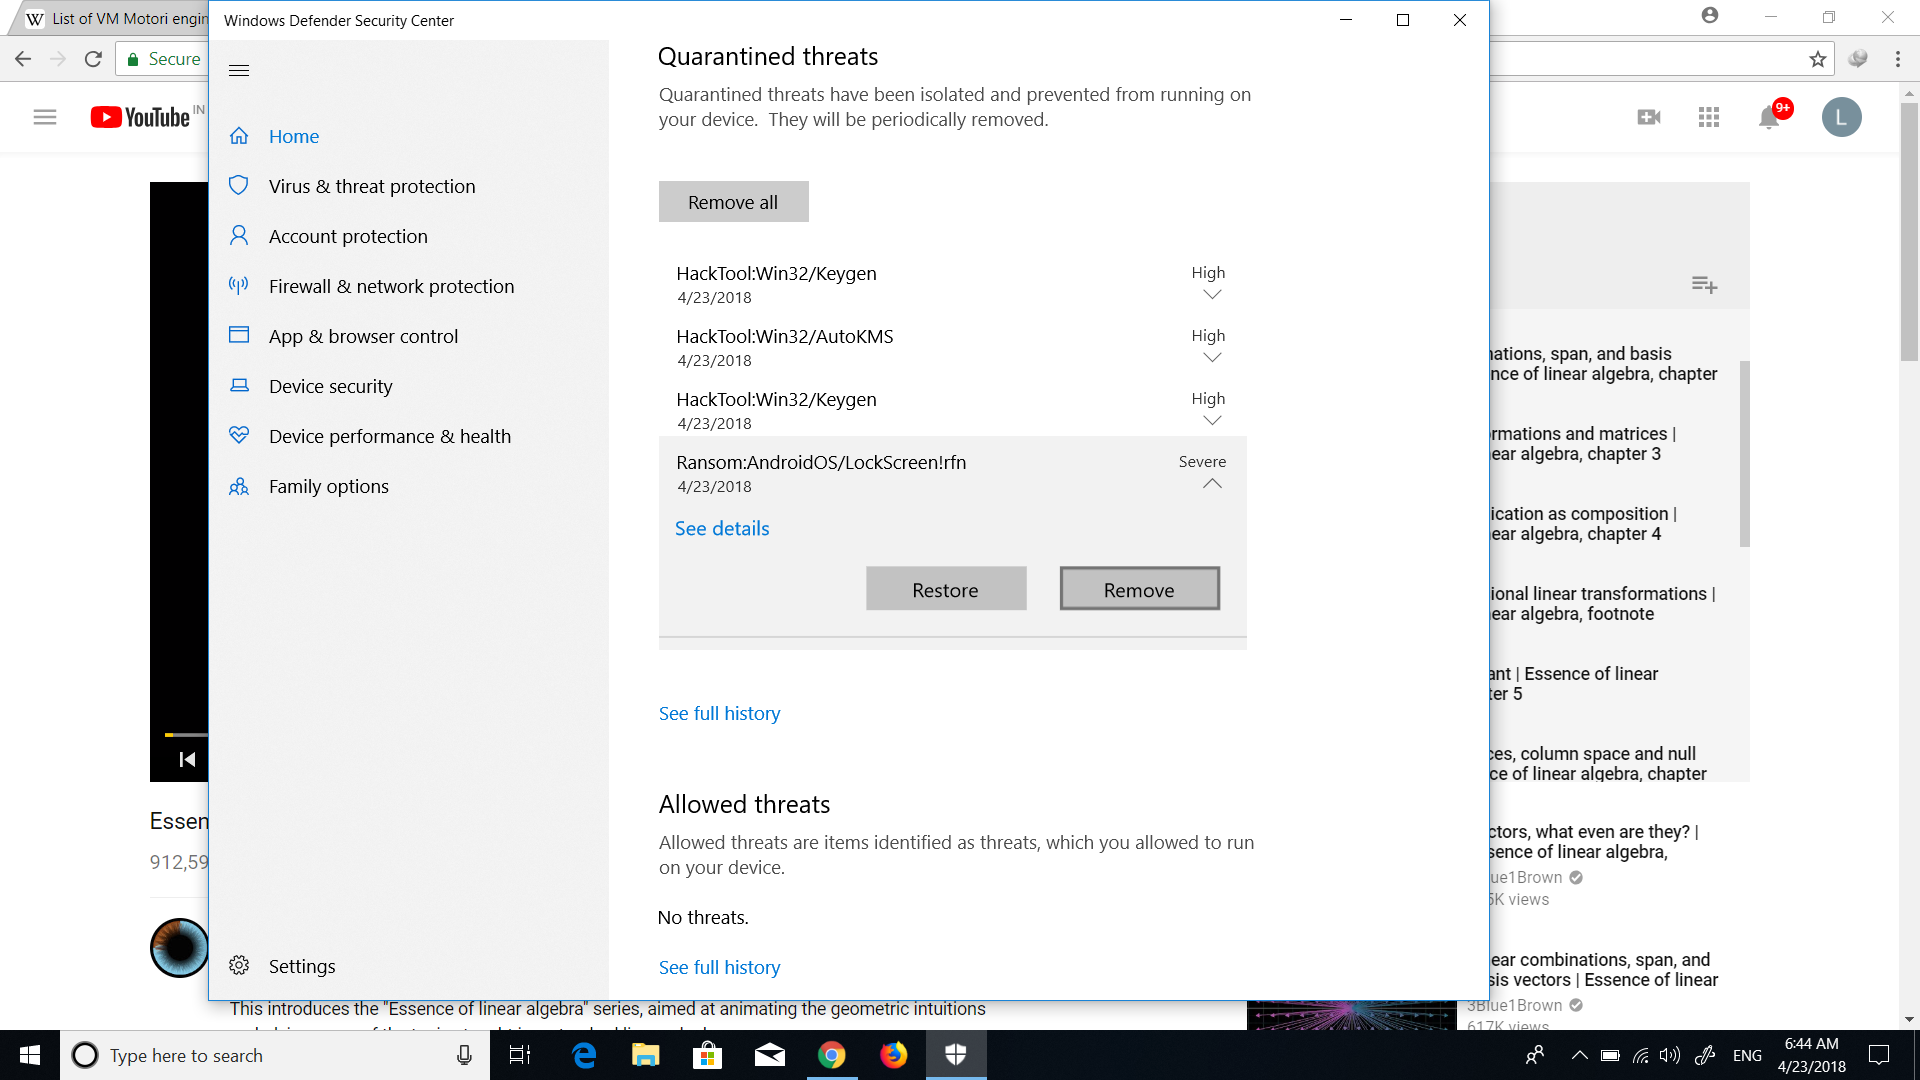 List of VM Motori engin
Windows Defender Security Center
Secure
YouTube IN
9+
L
Home
Virus & threat protection
Account protection
Firewall & network protection
App & browser control
Device security
Device performance & health
Family options
Settings
Quarantined threats
Quarantined threats have been isolated and prevented from running on
your device. They will be periodically removed.
Remove all
HackTool:Win32/Keygen High
4/23/2018
HackTool:Win32/AutoKMS High
4/23/2018
HackTool:Win32/Keygen High
4/23/2018
Ransom:AndroidOS/LockScreen!rfn Severe
4/23/2018
See details
Restore Remove
See full history
Allowed threats
Allowed threats are items identified as threats, which you allowed to run
on your device.
No threats.
See full history
Essen
912,59
This introduces the "Essence of linear algebra" series, aimed at animating the geometric intuitions
nations, span, and basis
nce of linear algebra, chapter
ormations and matrices |
ear algebra, chapter 3
ication as composition |
ear algebra, chapter 4
ional linear transformations |
ear algebra, footnote
ant | Essence of linear
ter 5
ces, column space and null
ce of linear algebra, chapter
ctors, what even are they? |
sence of linear algebra,
lue1Brown
5K views
ear combinations, span, and
sis vectors | Essence of linear
3Blue1Brown
617K views
W
Type here to search
ENG
6:44 AM
4/23/2018